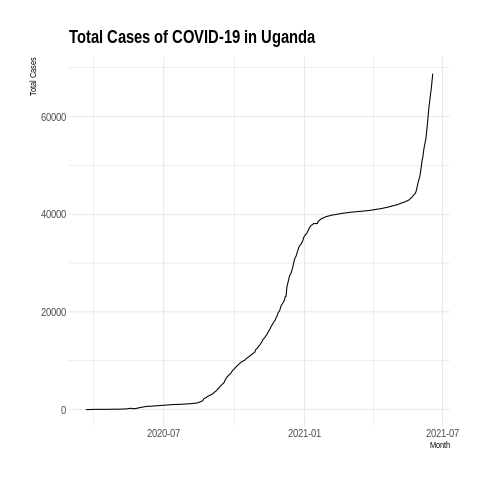 Total Cases of COVID-19 in Uganda
Total Cases
60000
40000
20000
0
2020-07
2021-01
2021-07
Month